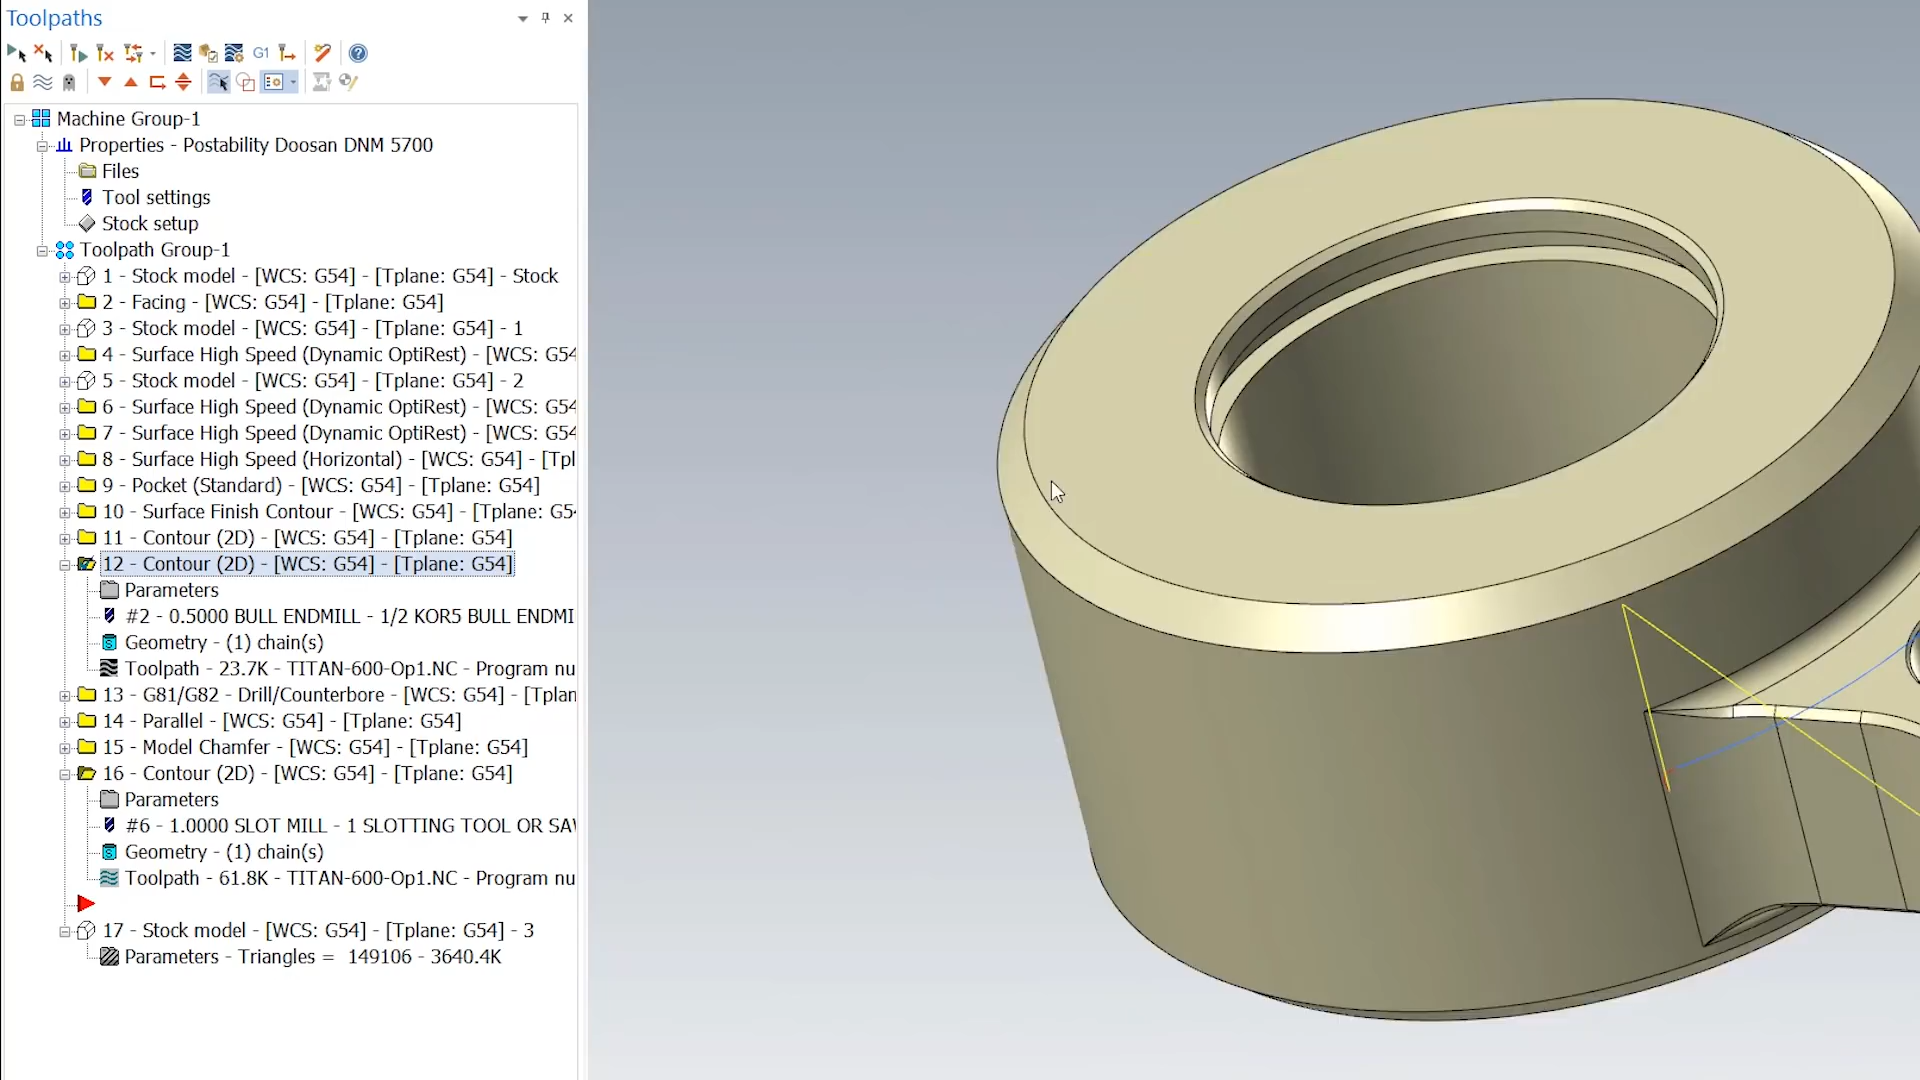 Toolpaths
G1
Machine Group-1
Properties - Postability Doosan DNM 5700
Files
Tool settings
Stock setup
Toolpath Group-1
1 - Stock model - [WCS: G54] - [Tplane: G54] - Stock
2 - Facing - [WCS: G54] - [Tplane: G54]
3 - Stock model - [WCS: G54] - [Tplane: G54] - 1
4 - Surface High Speed (Dynamic OptiRest) - [WCS: G54
5 - Stock model - [WCS: G54] - [Tplane: G54] - 2
6 - Surface High Speed (Dynamic OptiRest) - [WCS: G54
7 - Surface High Speed (Dynamic OptiRest) - [WCS: G54
8 - Surface High Speed (Horizontal) - [WCS: G54] - [Tpl
9 - Pocket (Standard) - [WCS: G54] - [Tplane: G54]
10 - Surface Finish Contour - [WCS: G54] - [Tplane: G54
11 - Contour (2D) - [WCS: G54] - [Tplane: G54]
12 - Contour (2D) - [WCS: G54] - [Tplane: G54]
Parameters
#2 - 0.5000 BULL ENDMILL - 1/2 KOR5 BULL ENDMI
Geometry - (1) chain(s)
Toolpath - 23.7K - TITAN-600-Op1.NC - Program nu
13 - G81/G82 - Drill/Counterbore - [WCS: G54] - [Tplan
14 - Parallel - [WCS: G54] - [Tplane: G54]
15 - Model Chamfer - [WCS: G54] - [Tplane: G54]
16 - Contour (2D) - [WCS: G54] - [Tplane: G54]
Parameters
#6 - 1.0000 SLOT MILL - 1 SLOTTING TOOL OR SAW
Geometry - (1) chain(s)
Toolpath - 61.8K - TITAN-600-Op1.NC - Program nu
17 - Stock model - [WCS: G54] - [Tplane: G54] - 3
Parameters - Triangles = 149106 - 3640.4K